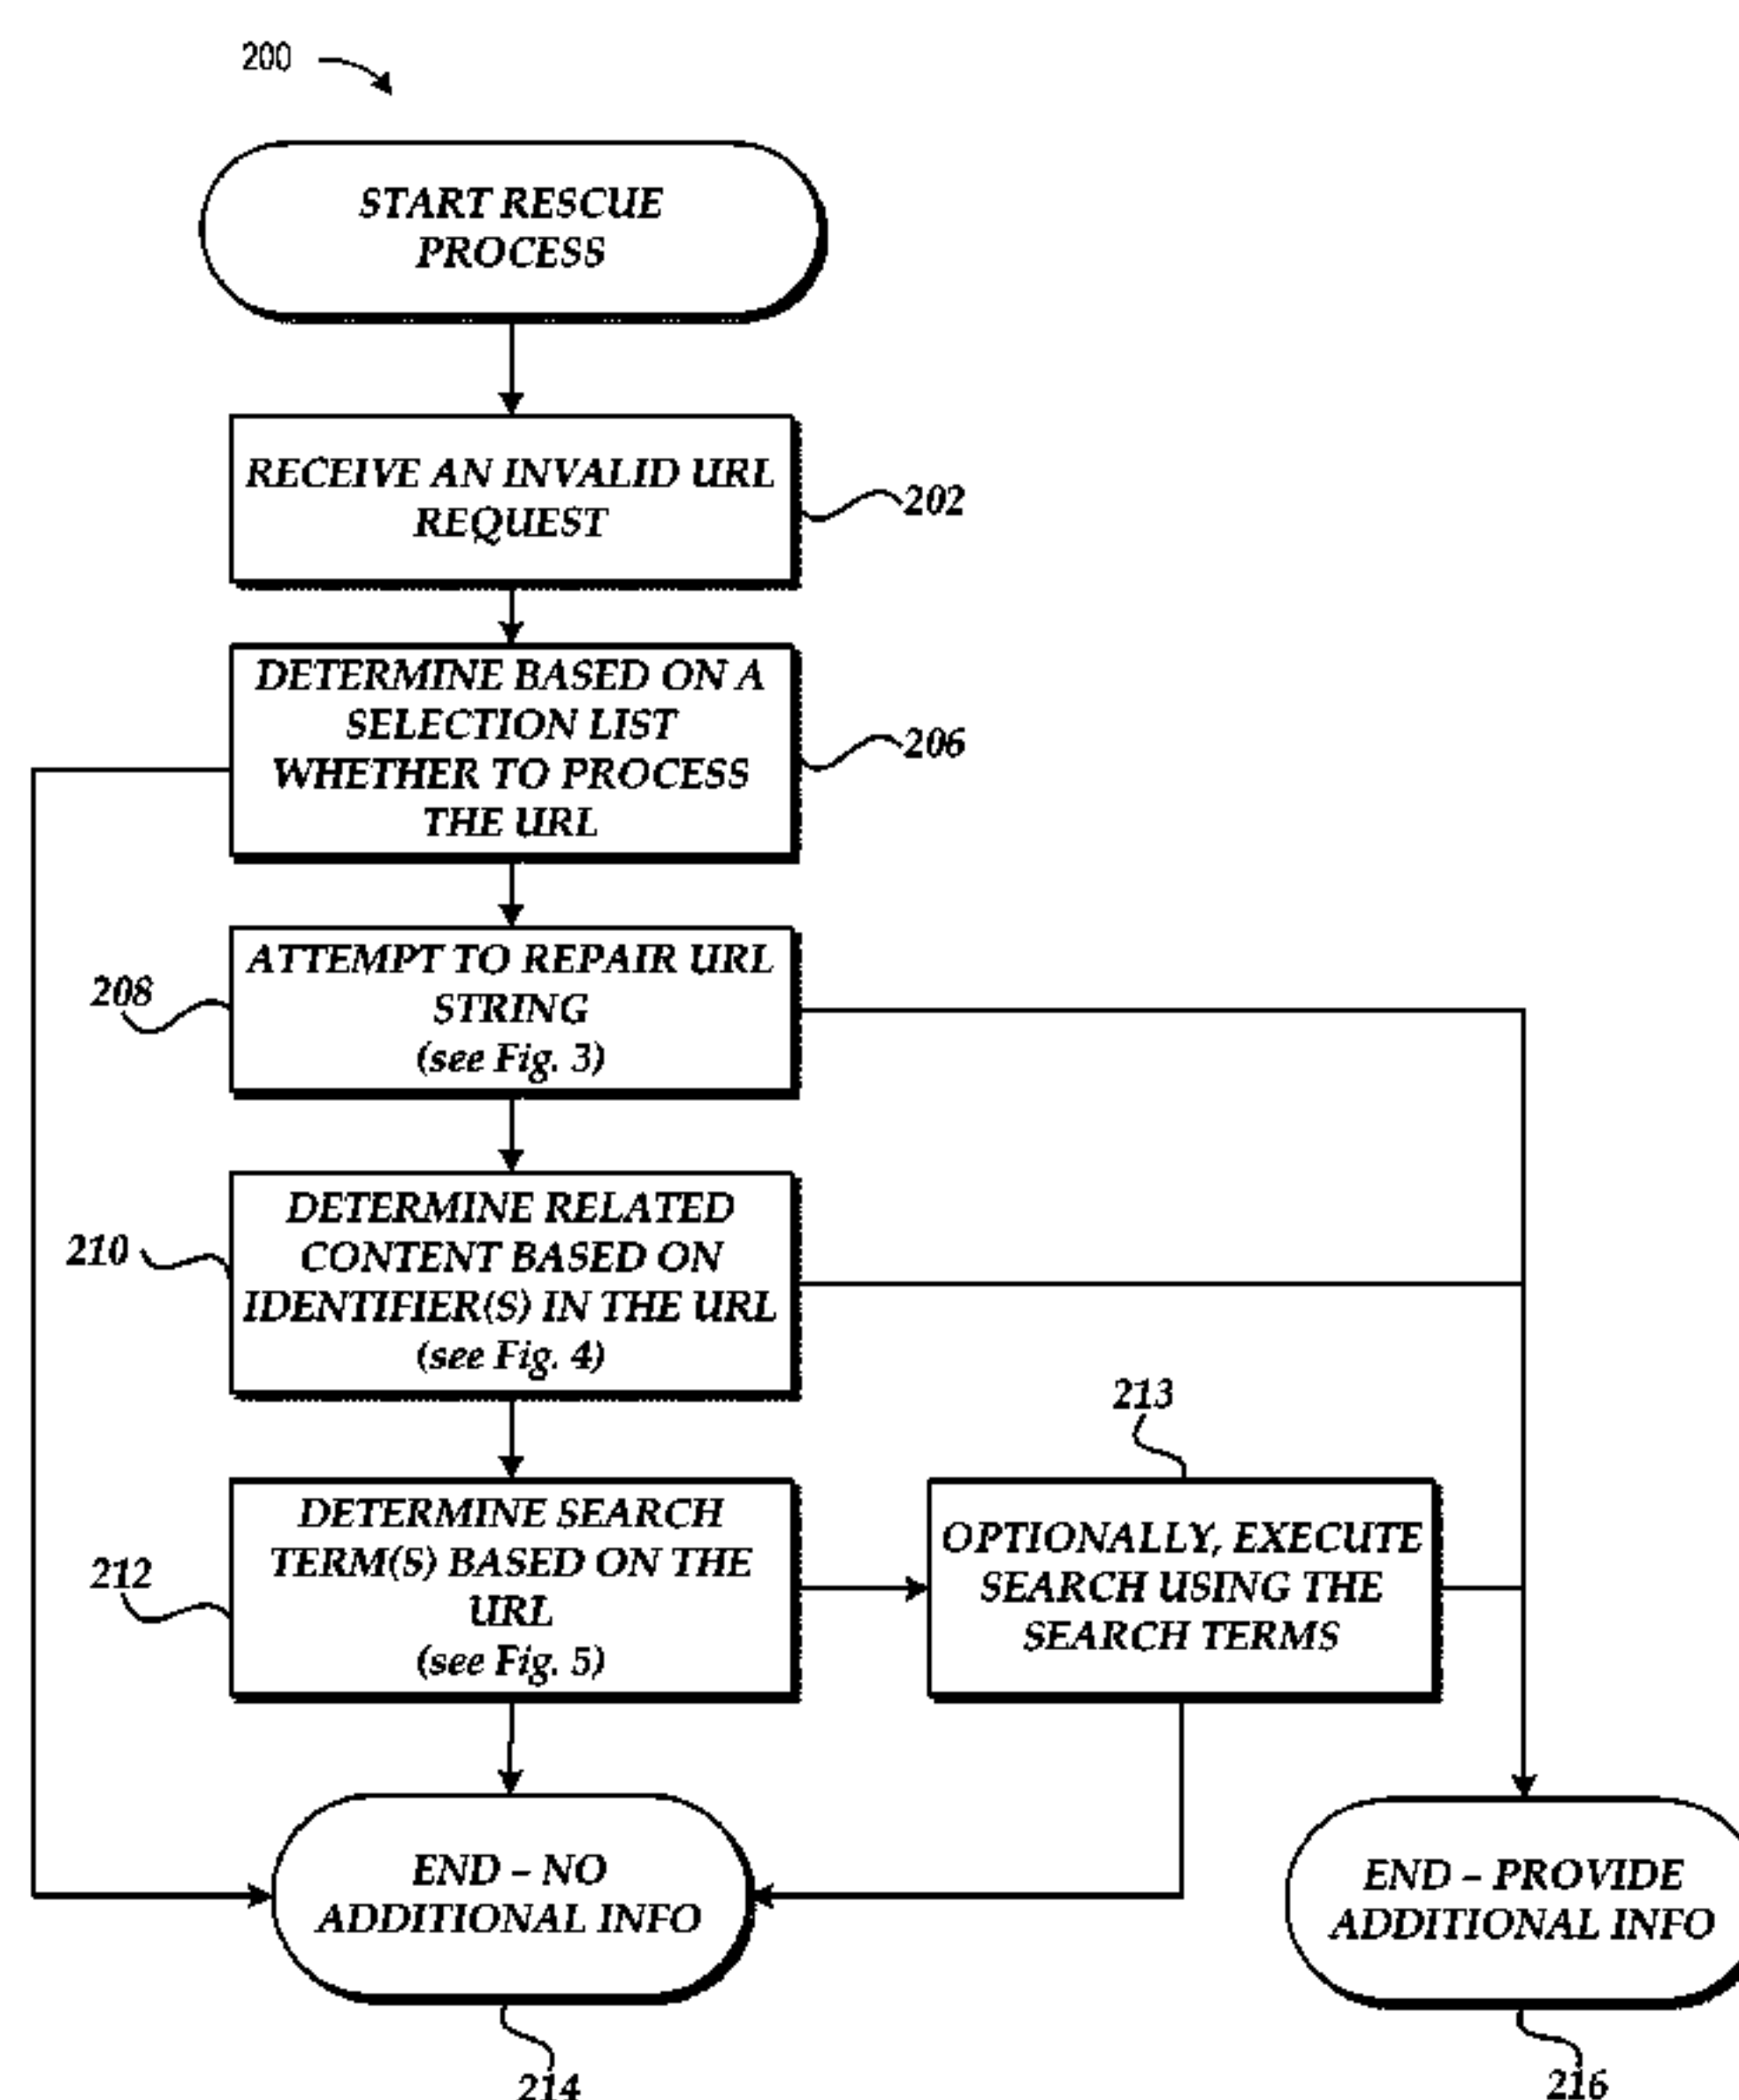 200
START RESCUE
PROCESS
RECEIVE AN INVALID URL
REQUEST
202
DETERMINE BASED ON A
SELECTION LIST
WHETHER TO PROCESS
THE URL
206
ATTEMPT TO REPAIR URL
STRING
(see Fig. 3)
208
DETERMINE RELATED
CONTENT BASED ON
IDENTIFIER(S) IN THE URL
(see Fig. 4)
210
DETERMINE SEARCH
TERM(S) BASED ON THE
URL
(see Fig. 5)
212
213
OPTIONALLY, EXECUTE
SEARCH USING THE
SEARCH TERMS
END – NO
ADDITIONAL INFO
214
END – PROVIDE
ADDITIONAL INFO
216